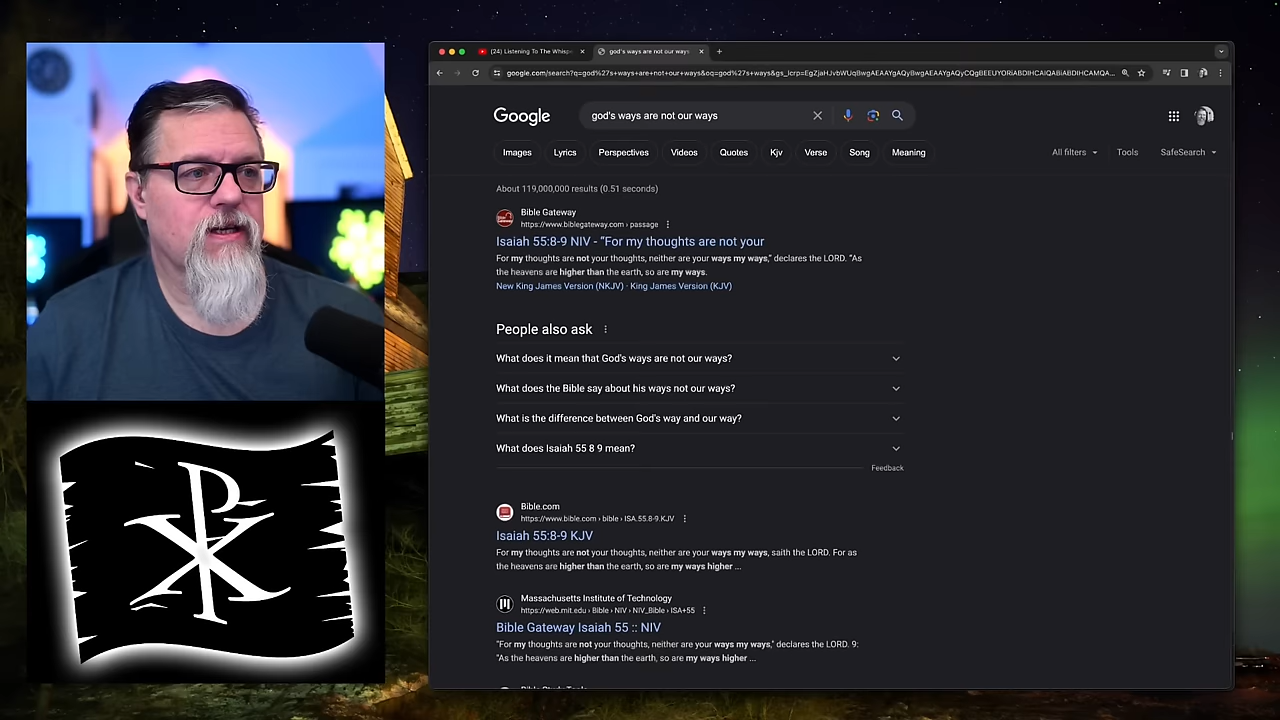 (24) Listening To The Whisp
god's ways are not our ways
google.com/search?q=god%27s+ways+are+not+our+ways&oq=god%27s+ways&gs_lcrp=
Google
god's ways are not our ways
Images
Lyrics
Perspectives
Videos
Quotes
Kjv
Verse
Song
Meaning
All filters
Tools
SafeSearch
About 119,000,000 results (0.51 seconds)
Bible Gateway
https://www.biblegateway.com › passage
Isaiah 55:8-9 NIV - “For my thoughts are not your
For my thoughts are not your thoughts, neither are your ways my ways,” declares the LORD. “As
the heavens are higher than the earth, so are my ways.
New King James Version (NKJV) · King James Version (KJV)
People also ask
What does it mean that God's ways are not our ways?
What does the Bible say about his ways not our ways?
What is the difference between God's way and our way?
What does Isaiah 55 8 9 mean?
Feedback
Bible.com
https://www.bible.com › bible › ISA.55.8-9.KJV
Isaiah 55:8-9 KJV
For my thoughts are not your thoughts, neither are your ways my ways, saith the LORD. For as
the heavens are higher than the earth, so are my ways higher ...
Massachusetts Institute of Technology
https://web.mit.edu › Bible › NIV › NIV_Bible › ISA+55
Bible Gateway Isaiah 55 :: NIV
"For my thoughts are not your thoughts, neither are your ways my ways," declares the LORD. 9:
"As the heavens are higher than the earth, so are my ways higher ...